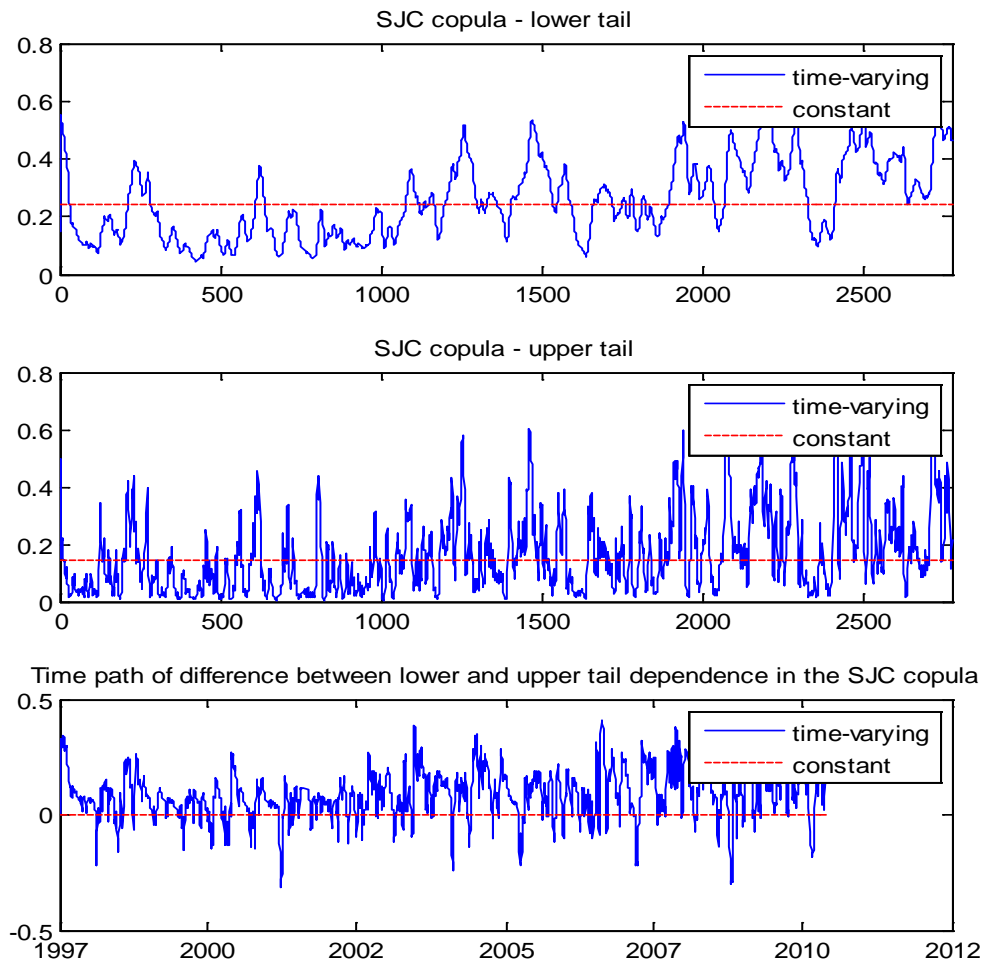 SJC copula - lower tail
0.8
0.6
0.4
0.2
0
time-varying
constant
0 500 1000 1500 2000 2500
SJC copula - upper tail
0.8
0.6
0.4
0.2
0
time-varying
constant
0 500 1000 1500 2000 2500
Time path of difference between lower and upper tail dependence in the SJC copula
0.5
0
-0.5
time-varying
constant
1997 2000 2002 2005 2007 2010 2012